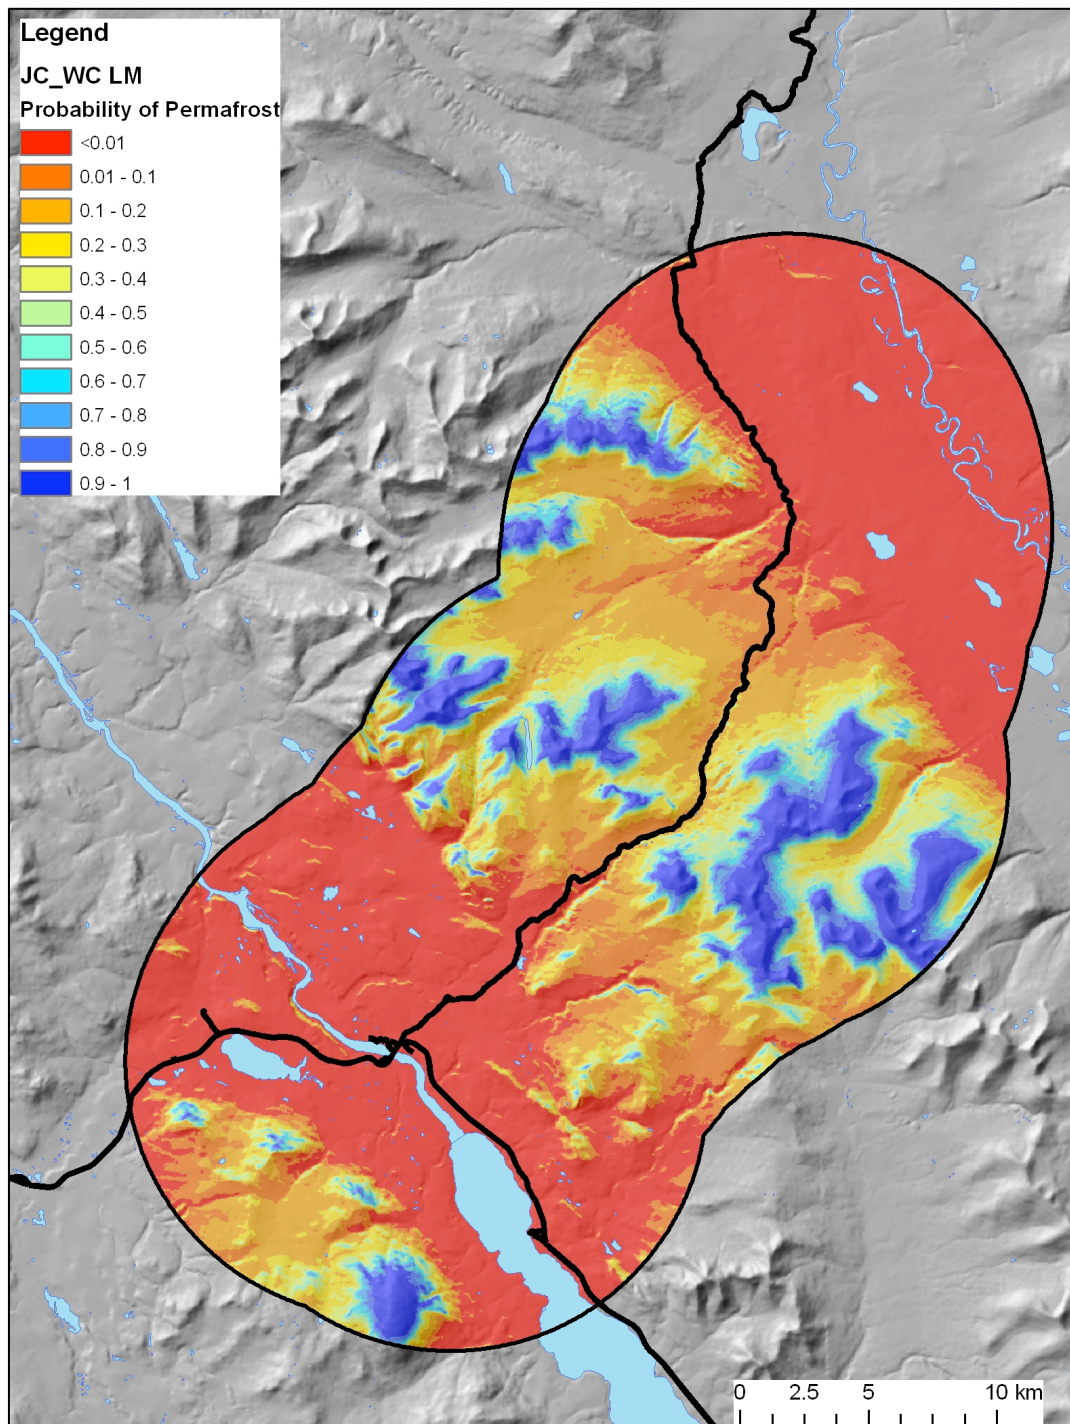 Legend
JC_WC LM
Probability of Permafrost
<0.01
0.01 - 0.1
0.1 - 0.2
0.2 - 0.3
0.3 - 0.4
0.4 - 0.5
0.5 - 0.6
0.6 - 0.7
0.7 - 0.8
0.8 - 0.9
0.9 - 1
0 2.5 5 10 km